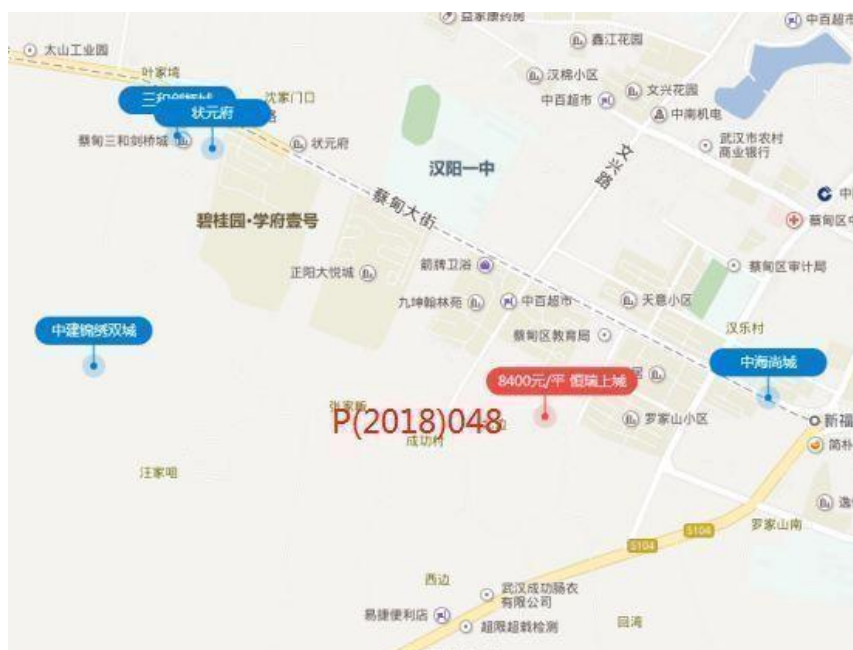 益家康药房
中百超市
太山工业园
鑫江花园
叶家塆
汉棉小区
文兴花园
沈家门口
中百超市
中南机电
状元府
蔡甸三和剑桥城
状元府
武汉市农村
商业银行
汉阳一中
文兴路
蔡甸大街
碧桂园·学府壹号
蔡甸区
箭牌卫浴
蔡甸区审计局
正阳大悦城
九坤翰林苑
中百超市
天意小区
汉乐村
中建锦绣双城
蔡甸区教育局
中海尚城
8400元/平 恒瑞上城
P(2018)048
罗家山小区
新福
成功村
简朴
汪家咀
罗家山南
S104
S104
西边
武汉成功肠衣
有限公司
易捷便利店
超限超载检测
回湾